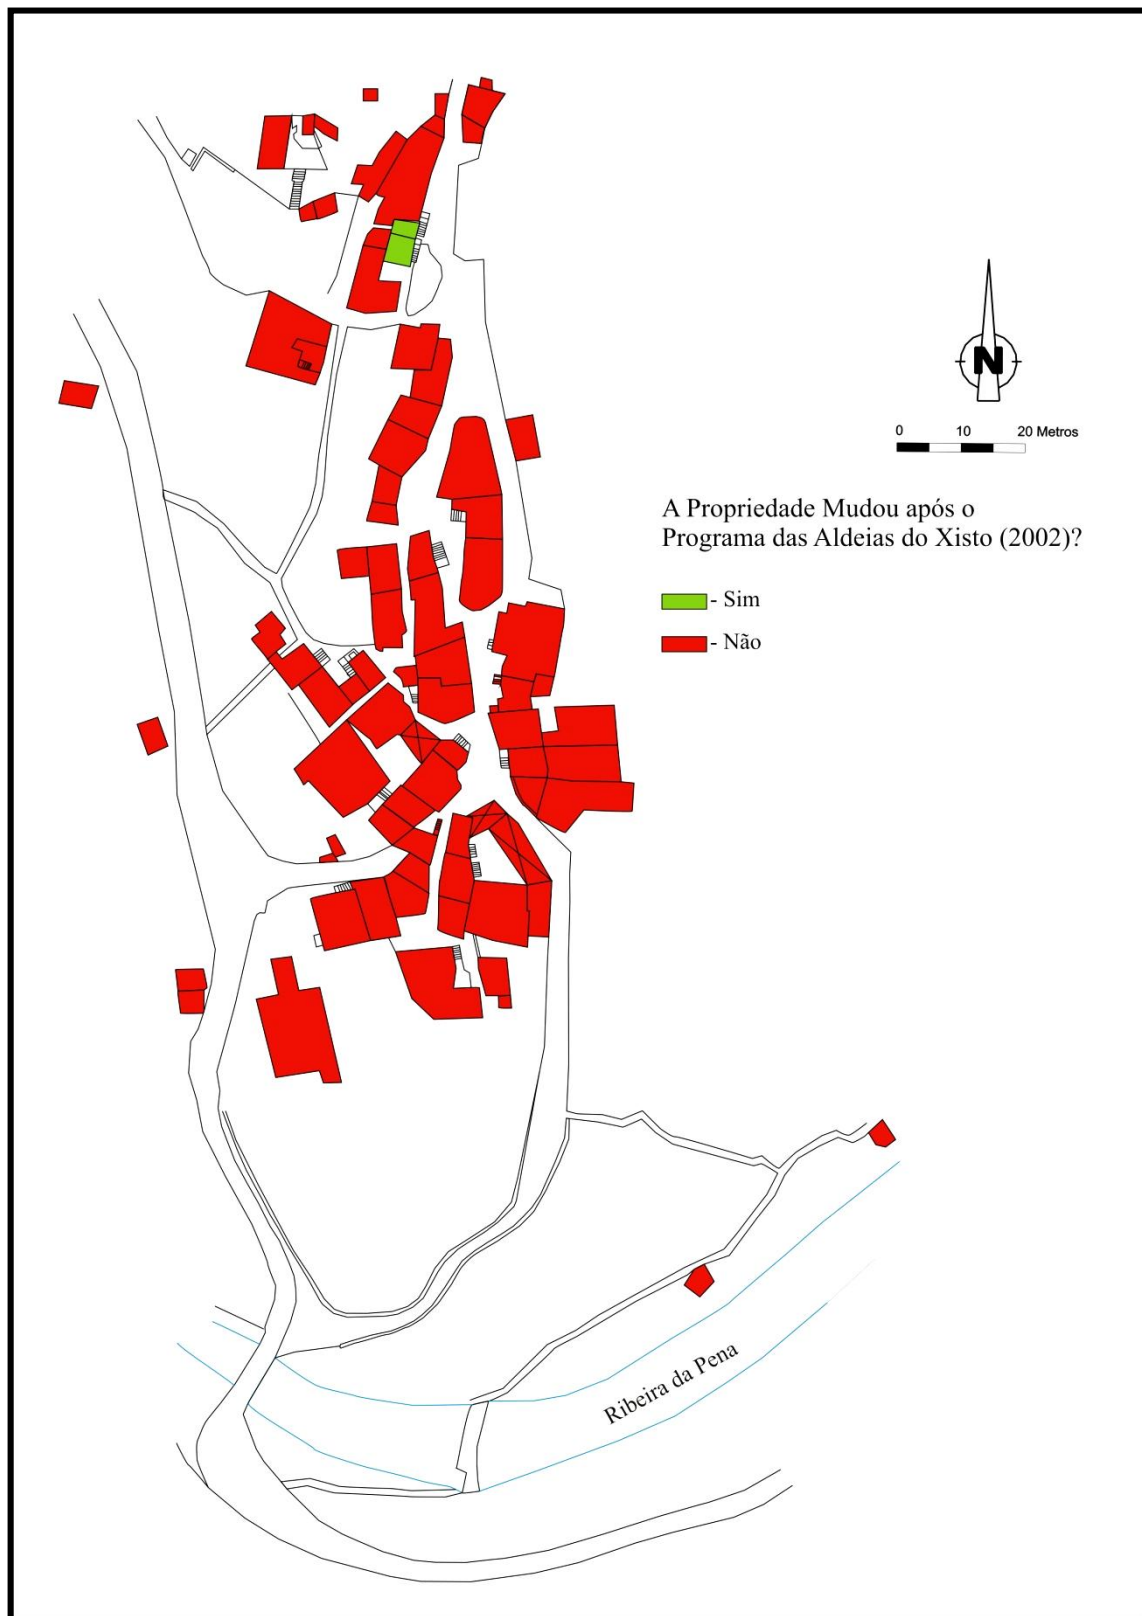 N
0 10 20 Metros
A Propriedade Mudou após o
Programa das Aldeias do Xisto (2002)?
- Sim
- Não
Ribeira da Pena